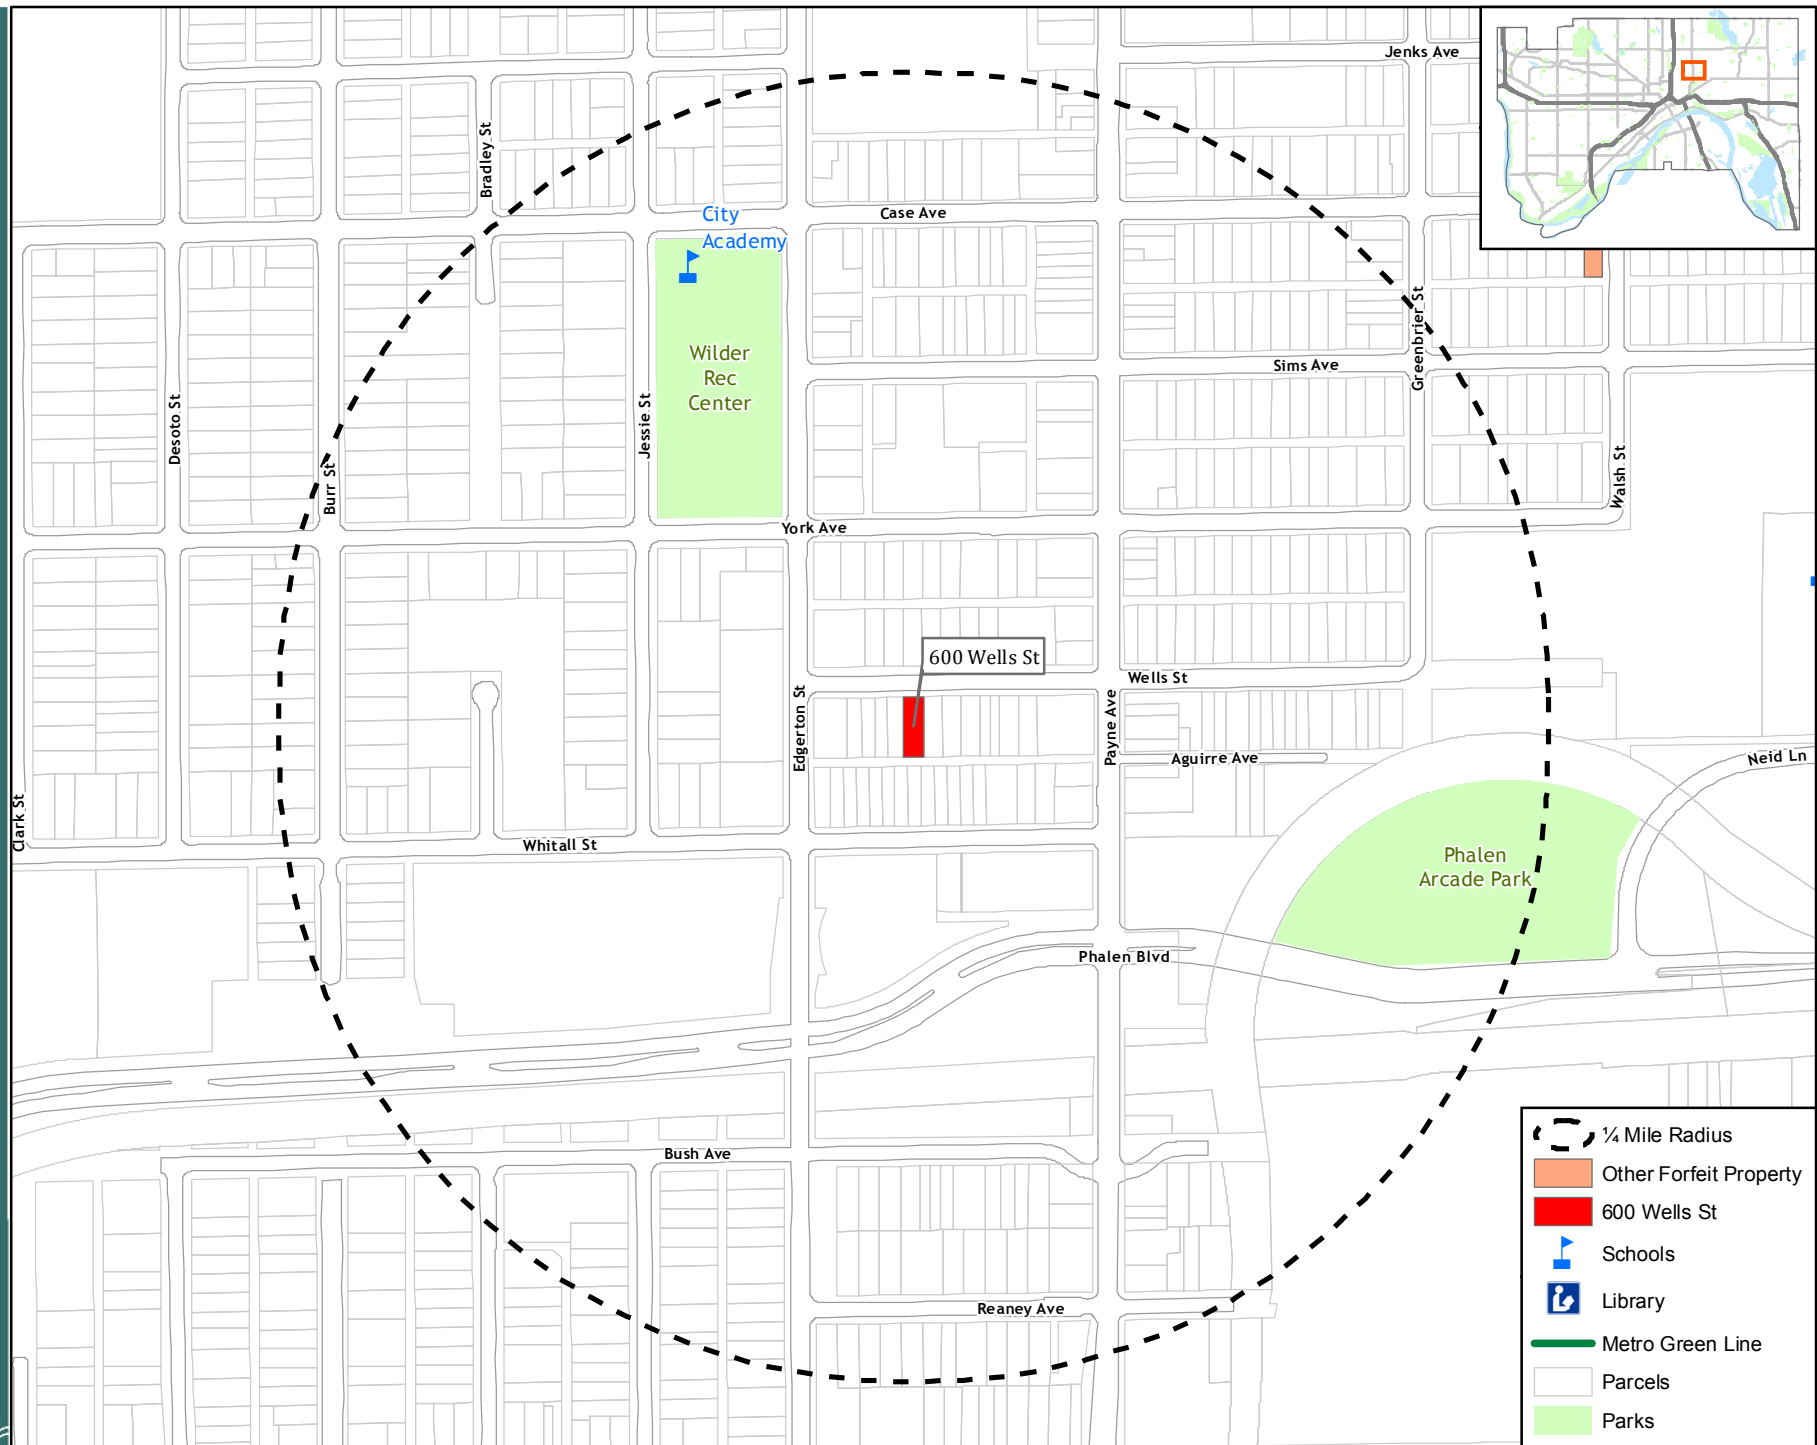 Jenks Ave
Bradley St
City
Academy
Case Ave
Greenbrier St
Wilder
Rec
Center
Sims Ave
Desoto St
Jessie St
Burr St
Walsh St
York Ave
600 Wells St
Wells St
Edgerton St
Payne Ave
Aguirre Ave
Neid Ln
Clark St
Whitall St
Phalen
Arcade Park
Phalen Blvd
Bush Ave
Reaney Ave
¼ Mile Radius
Other Forfeit Property
600 Wells St
Schools
Library
Metro Green Line
Parcels
Parks